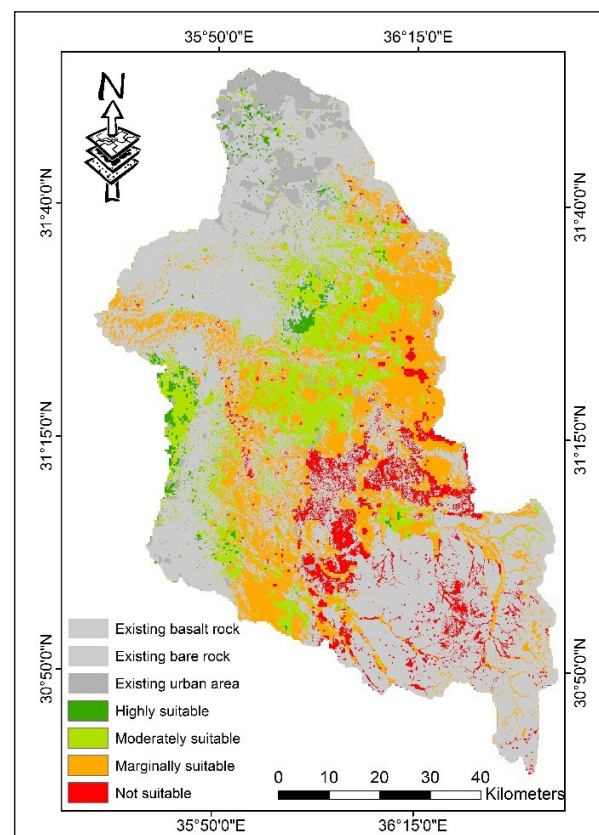 35°50'0"E 36°15'0"E
N
31°40'0"N 31°40'0"N
31°15'0"N 31°15'0"N
30°50'0"N 30°50'0"N
Existing basalt rock
Existing bare rock
Existing urban area
Highly suitable
Moderately suitable
Marginally suitable
Not suitable
0 10 20 30 40
Kilometers
35°50'0"E 36°15'0"E